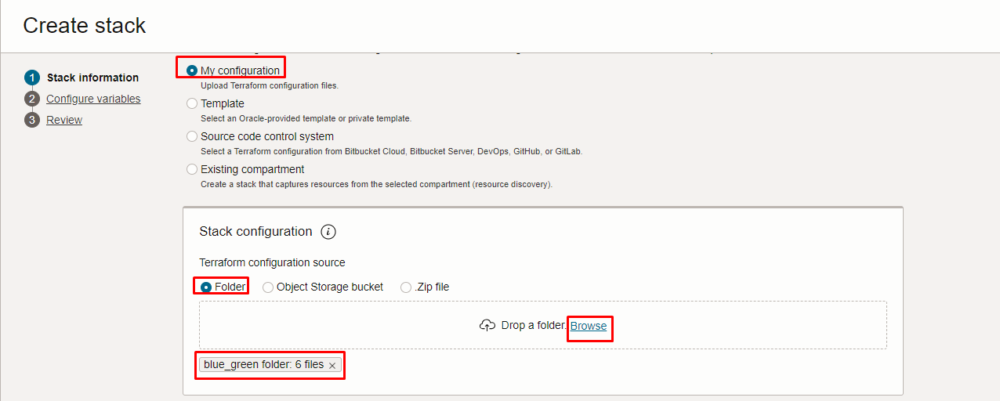 Create stack
1 Stack information
2 Configure variables
3 Review
My configuration
Upload Terraform configuration files.
Template
Select an Oracle-provided template or private template.
Source code control system
Select a Terraform configuration from Bitbucket Cloud, Bitbucket Server, DevOps, GitHub, or GitLab.
Existing compartment
Create a stack that captures resources from the selected compartment (resource discovery).
Stack configuration i
Terraform configuration source
Folder Object Storage bucket .Zip file
Drop a folder. Browse
blue_green folder: 6 files ×